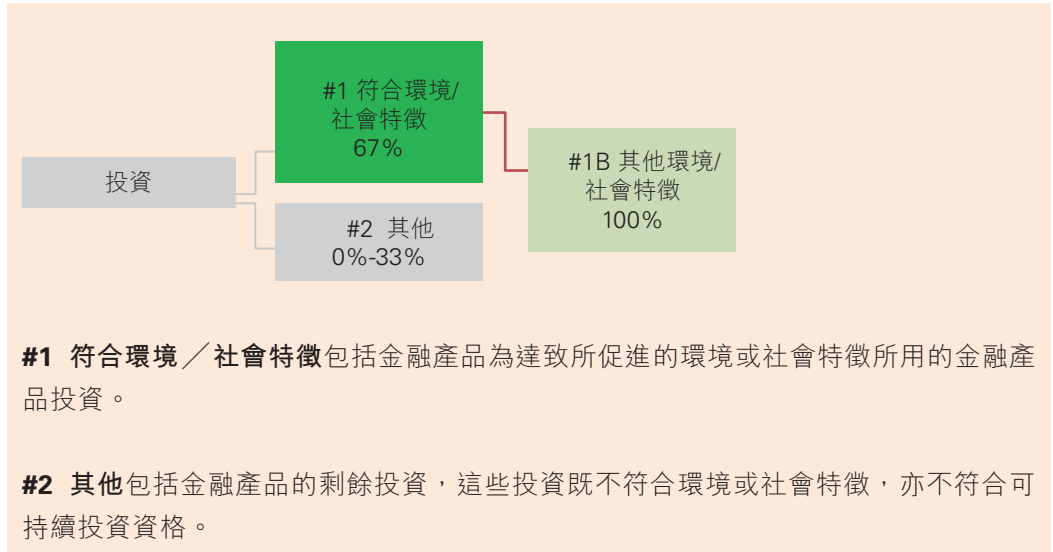 投資
#1 符合環境/
社會特徵
67%
#2 其他
0%-33%
#1B 其他環境/
社會特徵
100%
#1 符合環境╱社會特徵包括金融產品為達致所促進的環境或社會特徵所用的金融產
品投資。
#2 其他包括金融產品的剩餘投資，這些投資既不符合環境或社會特徵，亦不符合可
持續投資資格。